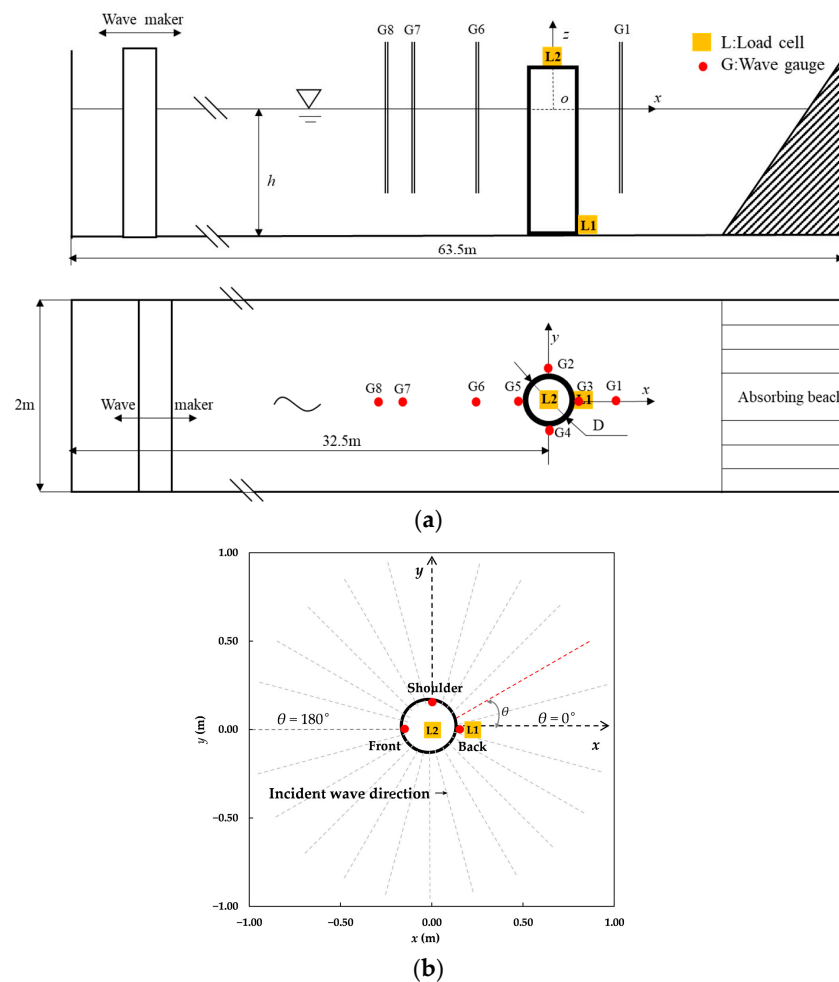 Wave maker
G8 G7 G6 G1
z
L2
L:Load cell
G:Wave gauge
o x
h
L1
63.5m
y
G2
G8 G7 G6 G5 L2 G3 L1 G1 x
2m
Wave maker
Absorbing beach
G4
D
32.5m
(a)
1.00
y
0.50
Shoulder
θ = 180° θ θ = 0°
0.00
L2 L1
Front Back x
y (m)
Incident wave direction →
−0.50
−1.00
−1.00 −0.50 0.00 0.50 1.00
x (m)
(b)